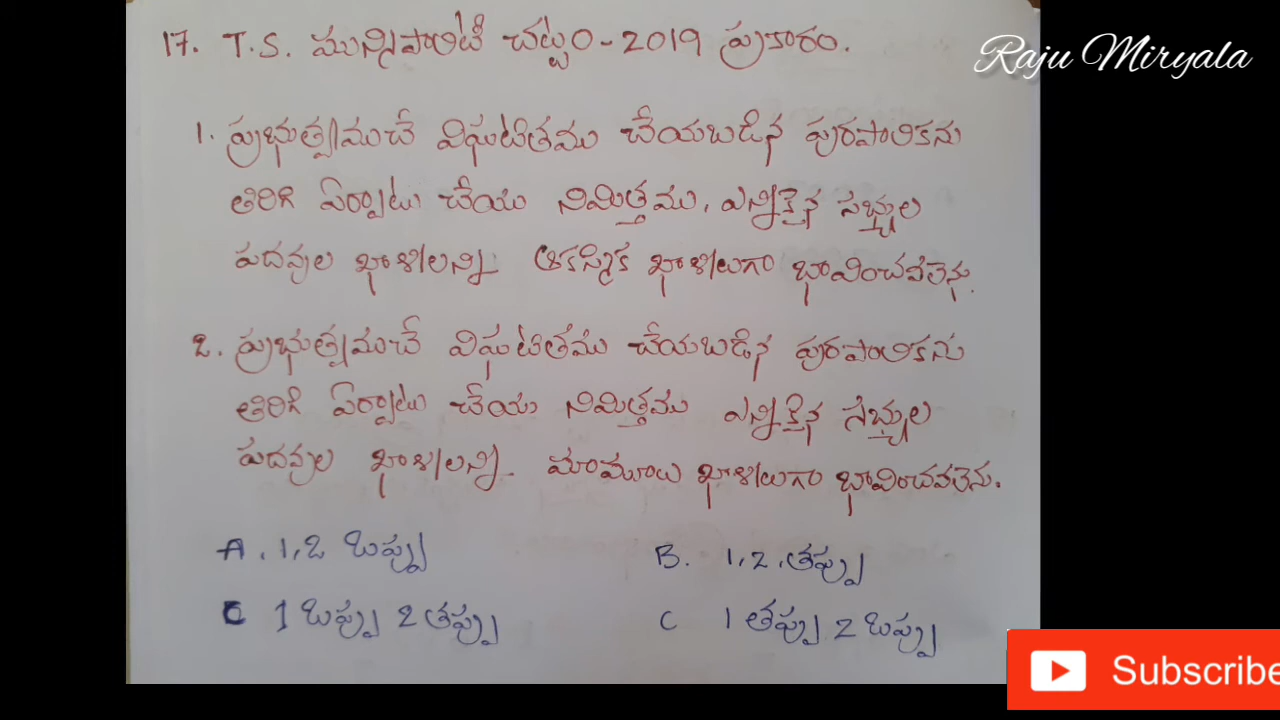 17. T.S. మున్సిపాలిటీ చట్టం - 2019 ప్రకారం.
Raju Miryala
1. ప్రభుత్వముచే విఘటితము చేయబడిన పురపాలికను
తిరిగి ఏర్పాటు చేయు నిమిత్తము, ఎన్నికైన సభ్యుల
పదవుల ఖాళీలన్ని ఆకస్మిక ఖాళీలుగా భావించవలెను.
2. ప్రభుత్వముచే విఘటితము చేయబడిన పురపాలికను
తిరిగి ఏర్పాటు చేయు నిమిత్తము ఎన్నికైన సభ్యుల
పదవుల ఖాళీలన్ని మామూలు ఖాళీలుగా భావించవలెను.
A. 1,2 ఒప్పు
B. 1,2, తప్పు
C 1 ఒప్పు 2 తప్పు
C 1 తప్పు 2 ఒప్పు
Subscribe